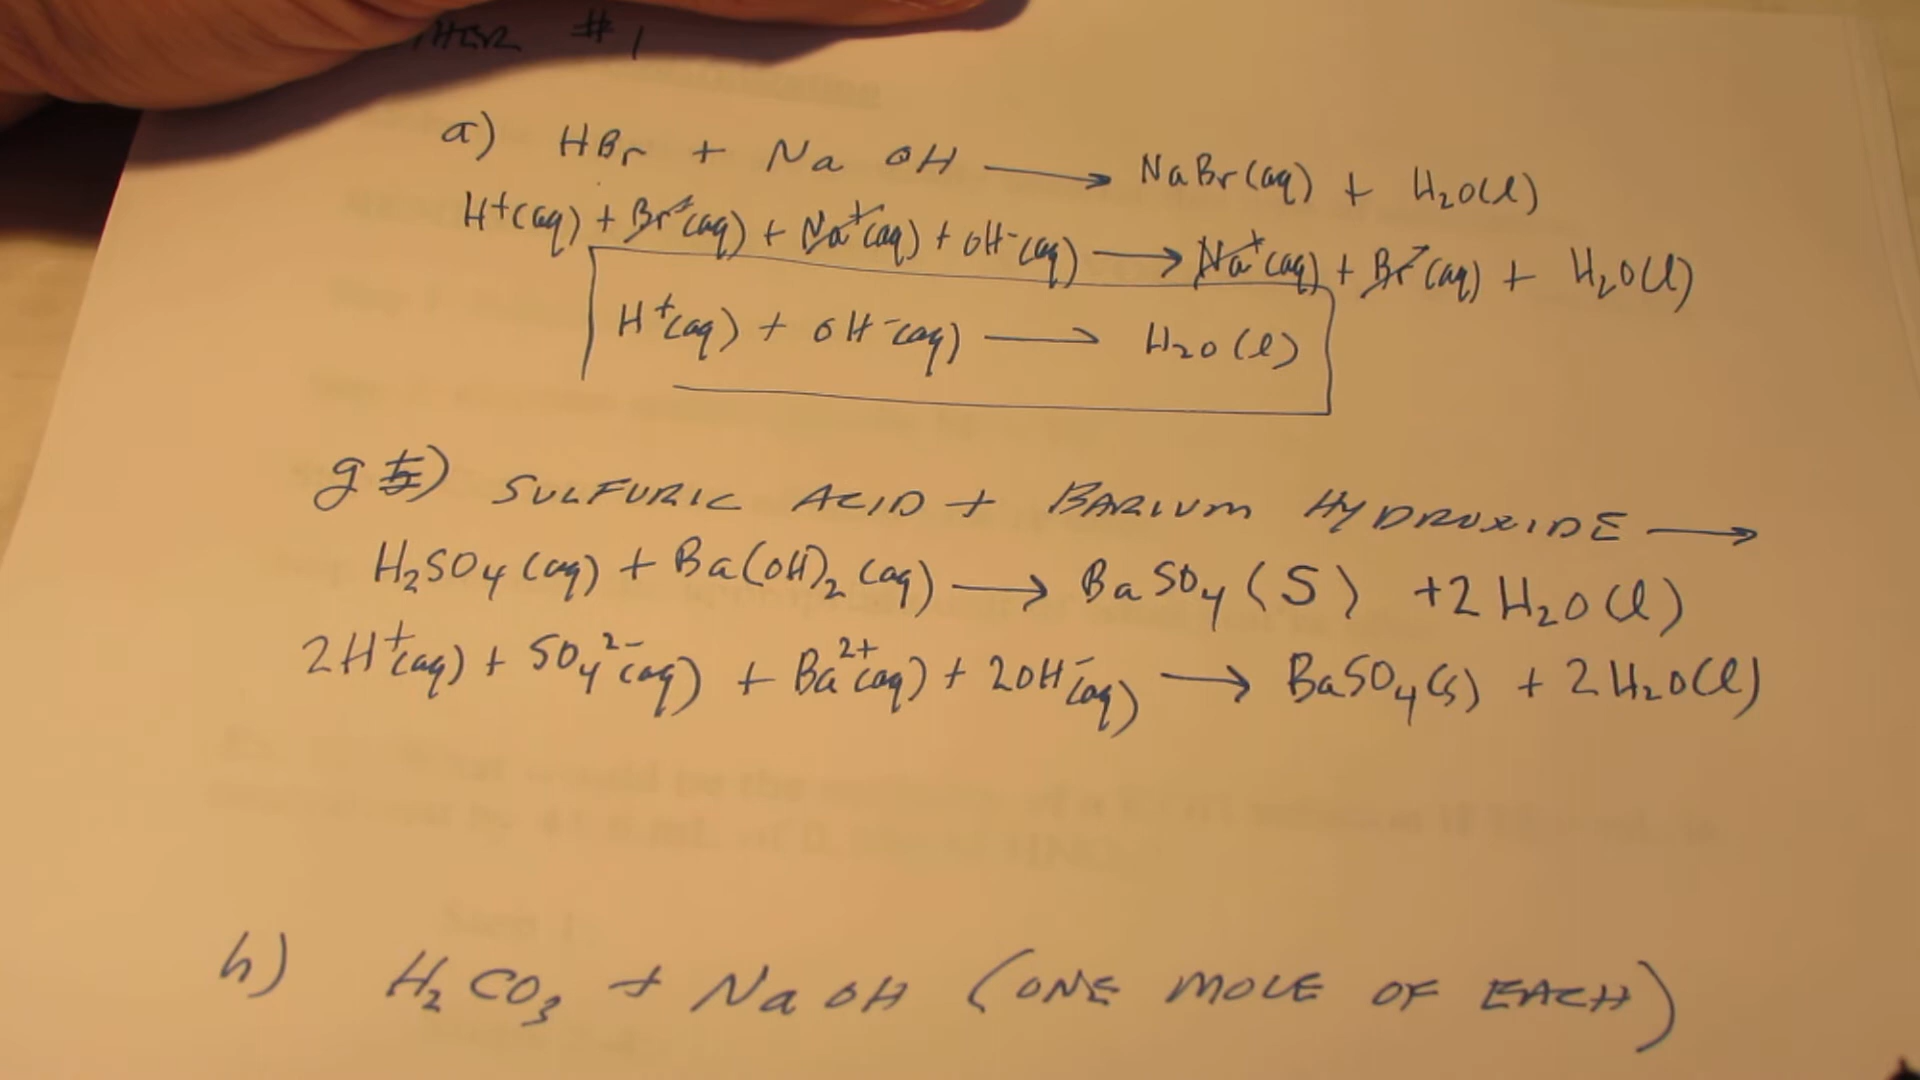 # 1
a) HBr + NaOH ⟶ NaBr(aq) + H₂O(l)
H⁺(aq) + Br⁻(aq) + Na⁺(aq) + OH⁻(aq) ⟶ Na⁺(aq) + Br⁻(aq) + H₂O(l)
H⁺(aq) + OH⁻(aq) ⟶ H₂O(l)
g) SULFURIC ACID + BARIUM HYDROXIDE ⟶
H₂SO₄(aq) + Ba(OH)₂(aq) ⟶ BaSO₄(S) + 2H₂O(l)
2H⁺(aq) + SO₄²⁻(aq) + Ba²⁺(aq) + 2OH⁻(aq) ⟶ BaSO₄(s) + 2H₂O(l)
h) H₂CO₃ + NaOH (ONE MOLE OF EACH)